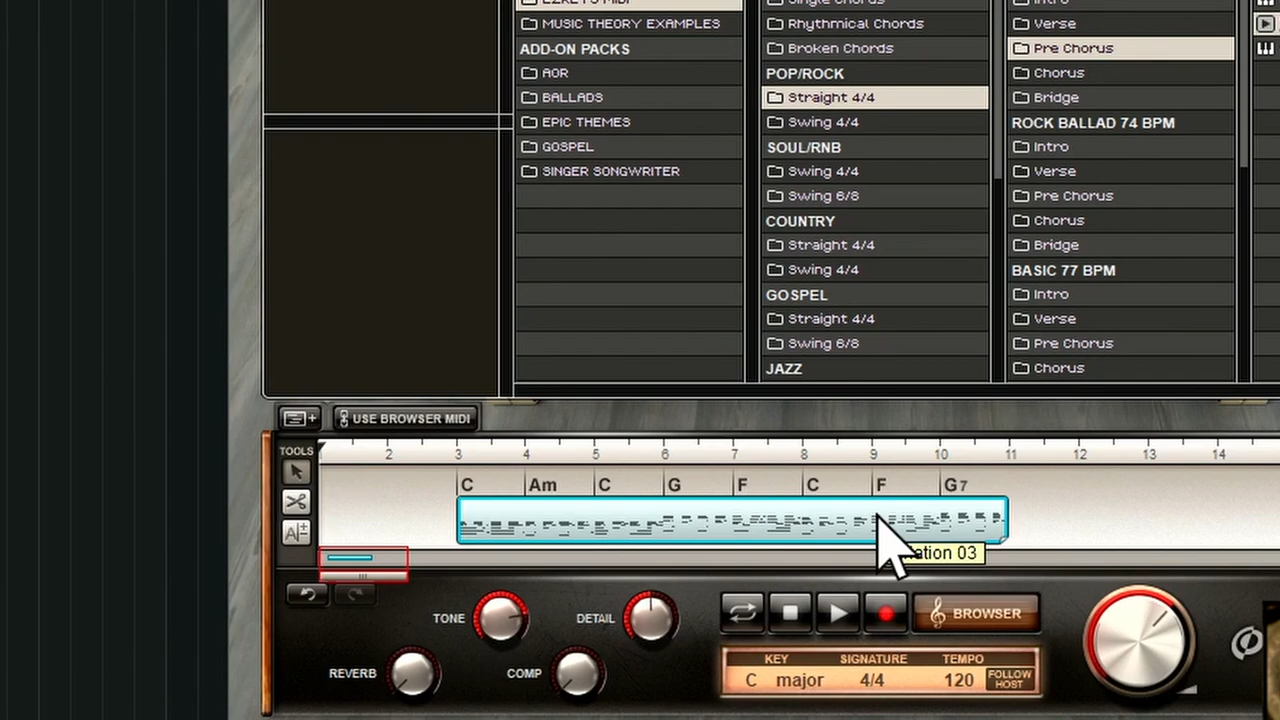 EZKEYS MIDI
MUSIC THEORY EXAMPLES
ADD-ON PACKS
AOR
BALLADS
EPIC THEMES
GOSPEL
SINGER SONGWRITER
Single Chords
Rhythmical Chords
Broken Chords
POP/ROCK
Straight 4/4
Swing 4/4
SOUL/RNB
Swing 4/4
Swing 6/8
COUNTRY
Straight 4/4
Swing 4/4
GOSPEL
Straight 4/4
Swing 6/8
JAZZ
Intro
Verse
Pre Chorus
Chorus
Bridge
ROCK BALLAD 74 BPM
Intro
Verse
Pre Chorus
Chorus
Bridge
BASIC 77 BPM
Intro
Verse
Pre Chorus
Chorus
USE BROWSER MIDI
TOOLS
2 3 4 5 6 7 8 9 10 11 12 13 14
C Am C G F C F G7
03
TONE
DETAIL
REVERB
COMP
BROWSER
KEY SIGNATURE TEMPO
C major 4/4 120 FOLLOW HOST